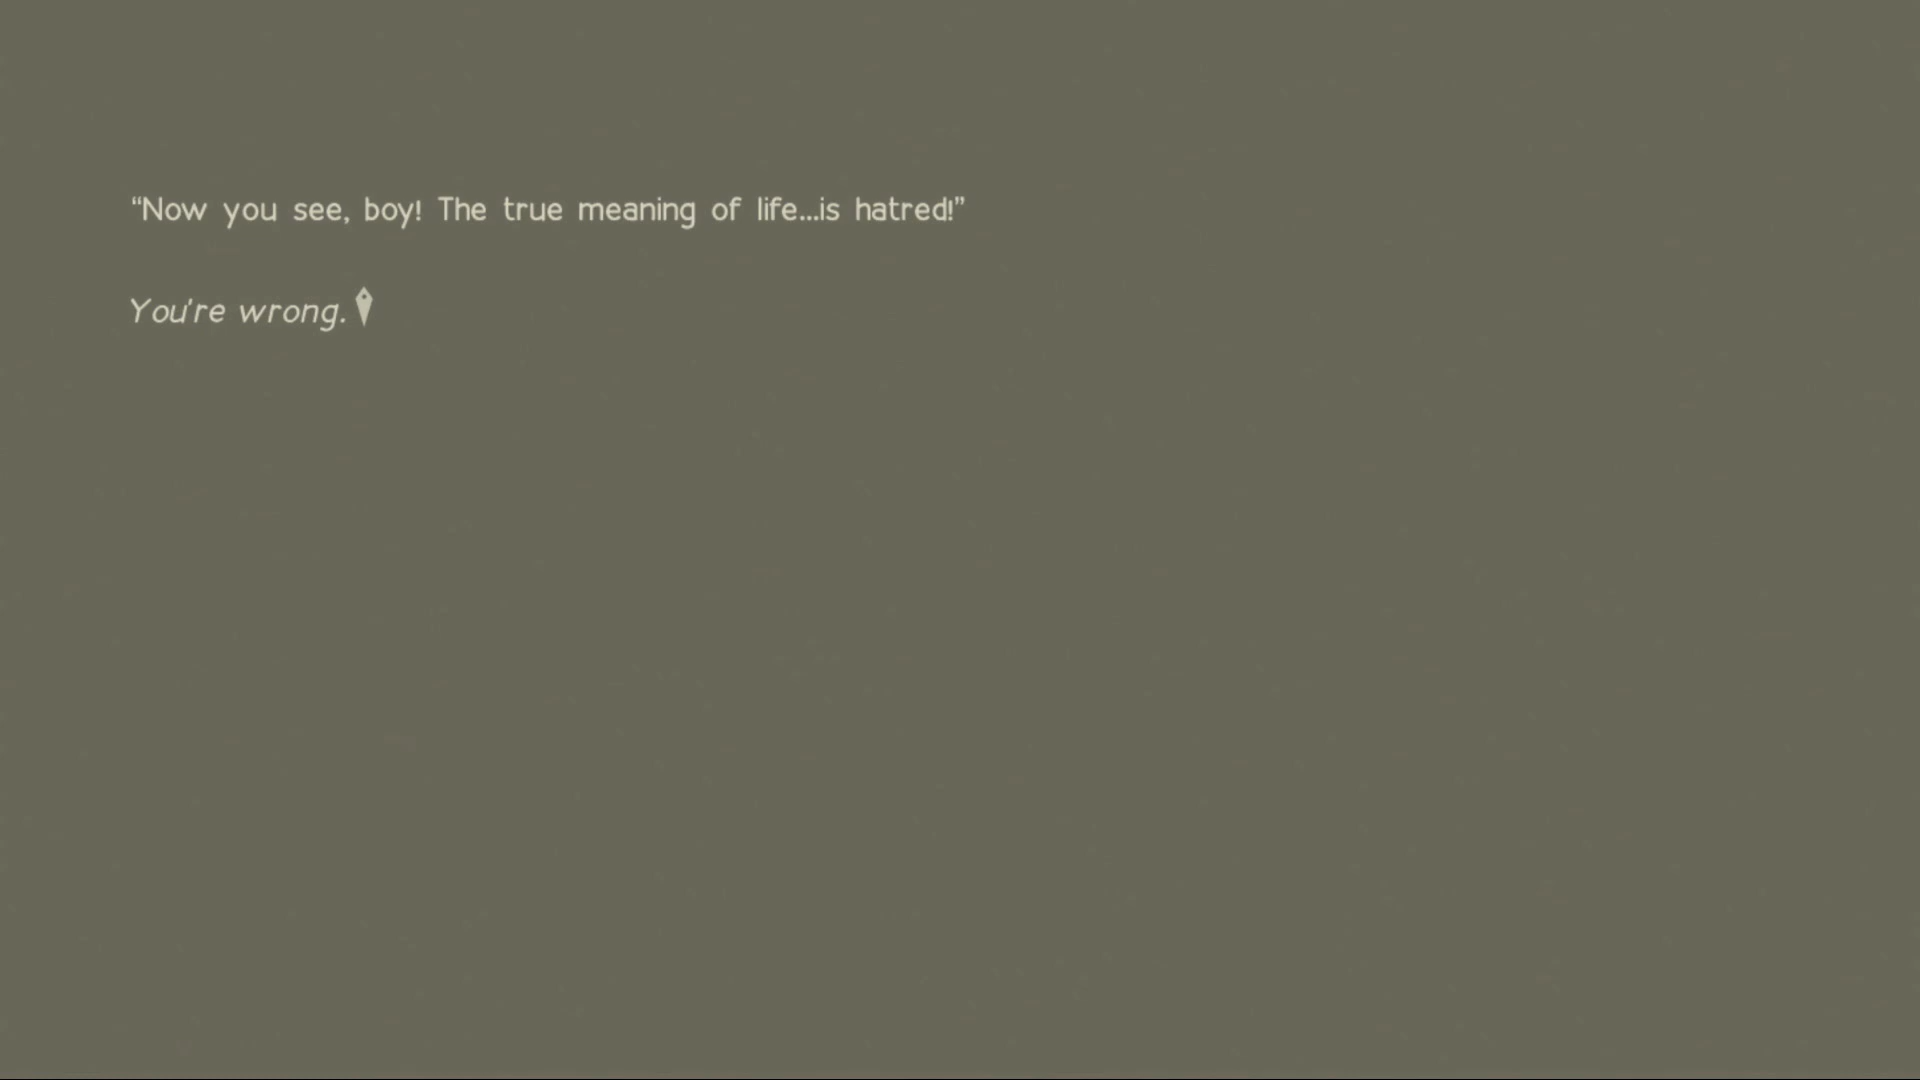 “Now you see, boy! The true meaning of life...is hatred!”
You're wrong.